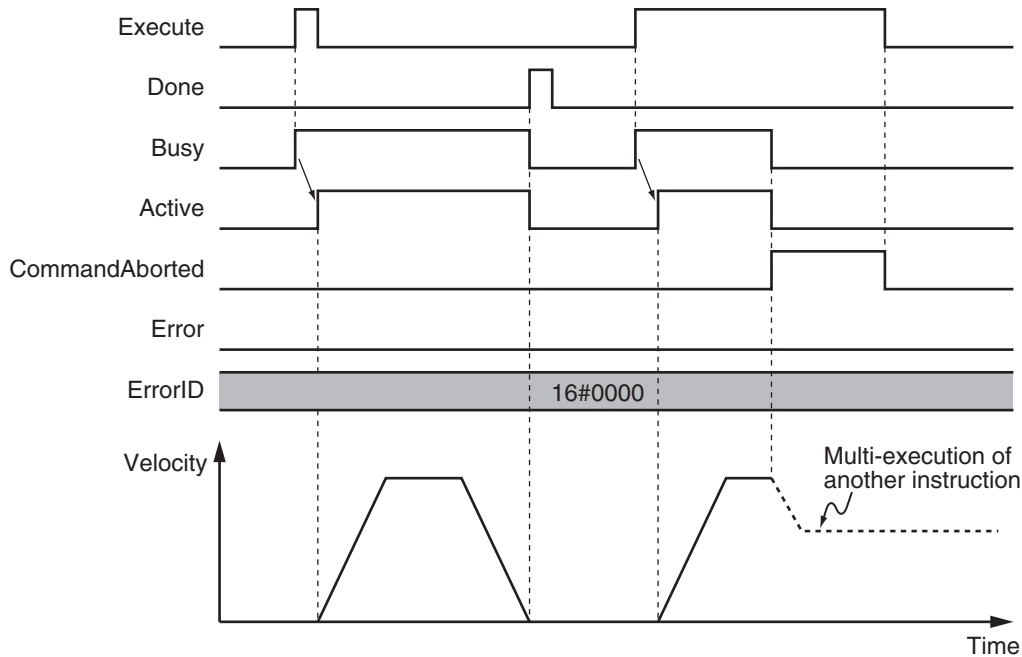 Execute
Done
Busy
Active
CommandAborted
Error
ErrorID
16#0000
Velocity
Multi-execution of
another instruction
Time